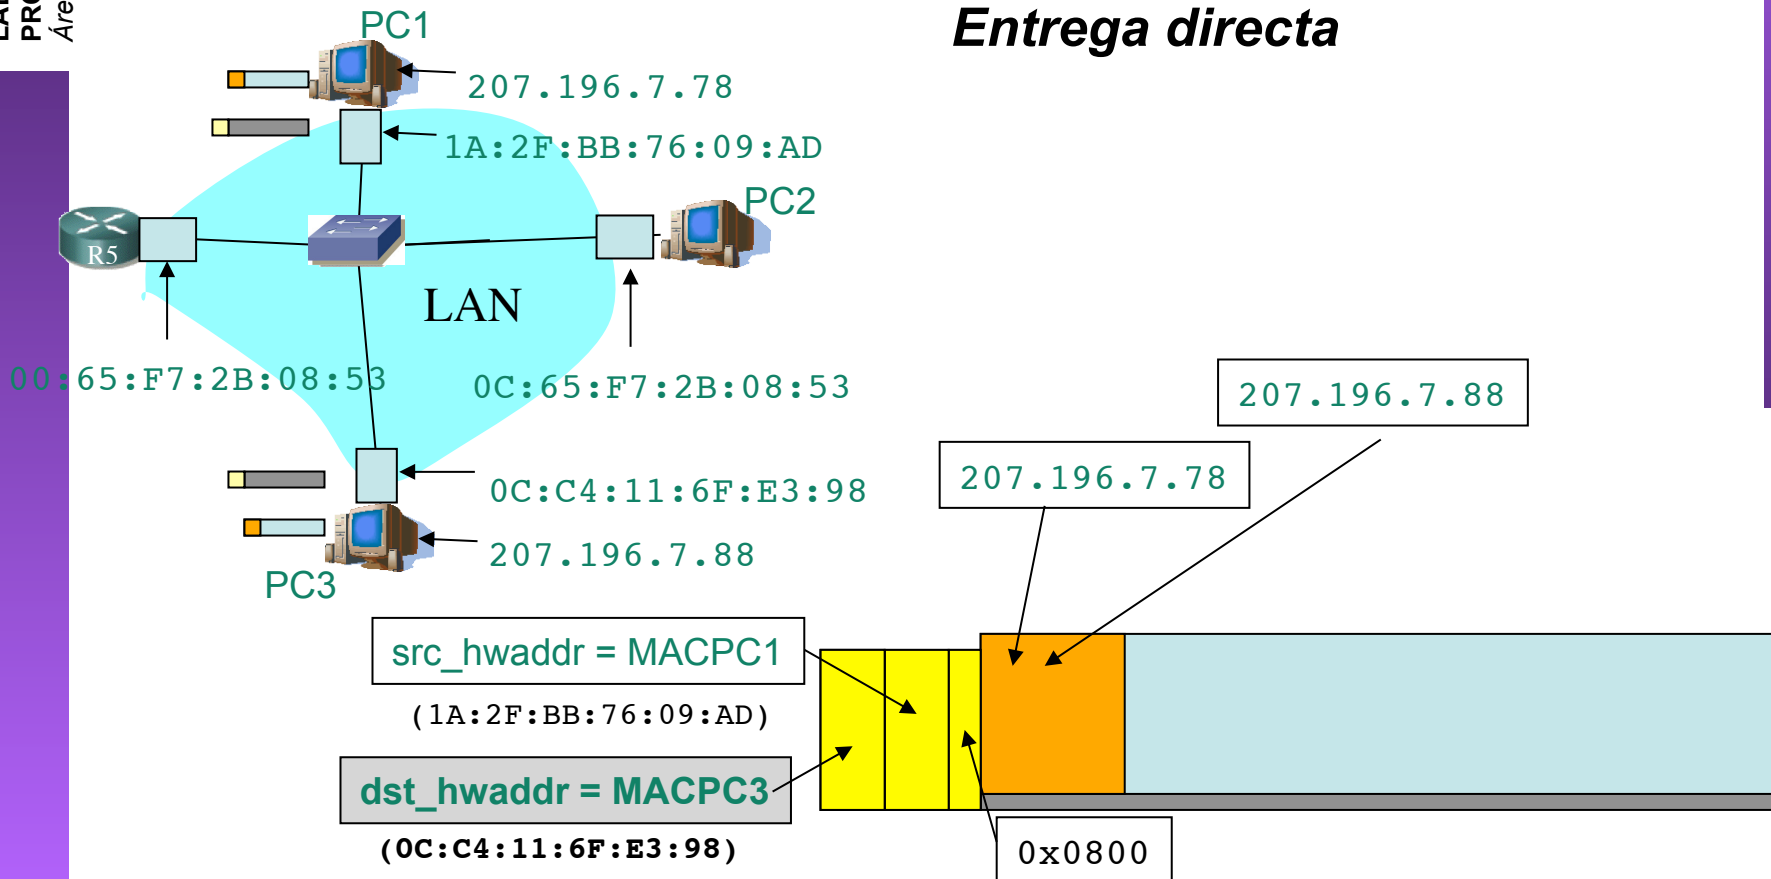 Entrega directa
PC1
207.196.7.78
1A:2F:BB:76:09:AD
PC2
R5
LAN
00:65:F7:2B:08:53
0C:65:F7:2B:08:53
207.196.7.88
207.196.7.78
0C:C4:11:6F:E3:98
207.196.7.88
PC3
src_hwaddr = MACPC1
(1A:2F:BB:76:09:AD)
dst_hwaddr = MACPC3
(0C:C4:11:6F:E3:98)
0x0800